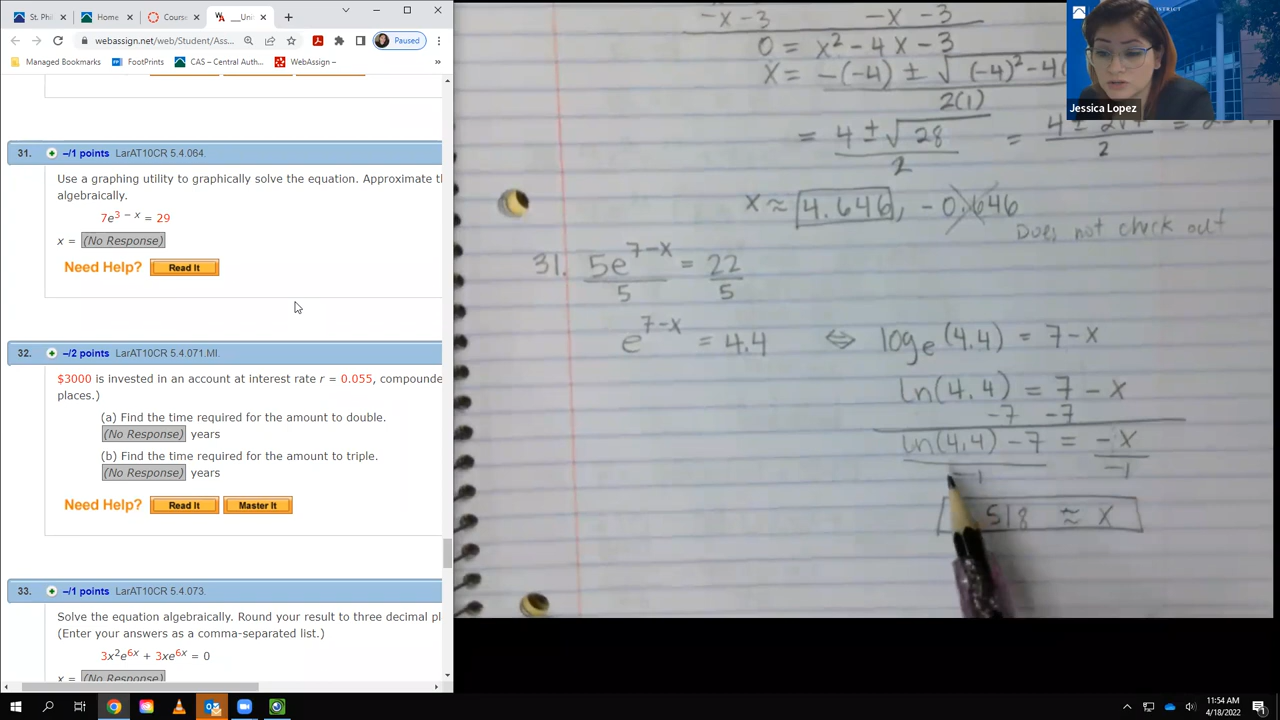 St. Phi
Home
Cours
__Uni
webassign.net/web/Student/Ass...
Paused
Managed Bookmarks
FootPrints
CAS – Central Auth...
WebAssign –
31.
–/1 points
LarAT10CR 5.4.064.
Use a graphing utility to graphically solve the equation. Approximate t
algebraically.
7e^{3 − x} = 29
x = (No Response)
Need Help? Read It
32.
–/2 points
LarAT10CR 5.4.071.MI.
$3000 is invested in an account at interest rate r = 0.055, compounde
places.)
(a) Find the time required for the amount to double.
(No Response) years
(b) Find the time required for the amount to triple.
(No Response) years
Need Help? Read It Master It
33.
–/1 points
LarAT10CR 5.4.073.
Solve the equation algebraically. Round your result to three decimal pl
(Enter your answers as a comma-separated list.)
3x²e^{6x} + 3xe^{6x} = 0
x = (No Response)
-x-3 -x-3
0 = x² - 4x - 3
x = -(-4) ± √(-4)² - 4(
2(1)
= 4 ± √28 =
2 2
x ≈ 4.646, -0.646
Does not check out
31. 5e^{7-x} = 22
5 5
e^{7-x} = 4.4 ⇔ log_e(4.4) = 7-x
ln(4.4) = 7 - x
-7 -7
ln(4.4) - 7 = -x
-1 -1
518 ≈ x
DISTRICT
Jessica Lopez
11:54 AM
4/18/2022